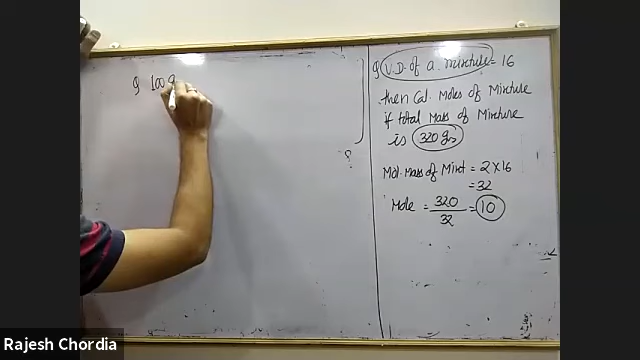 Q 100 g
Q V.D. of a mixture = 16
then Cal. Moles of Mixture
if total Mass of Mixture
is 320 gm
?
Mol. mass of Mixt = 2 × 16
= 32
Mole = 320/32 = 10
Rajesh Chordia